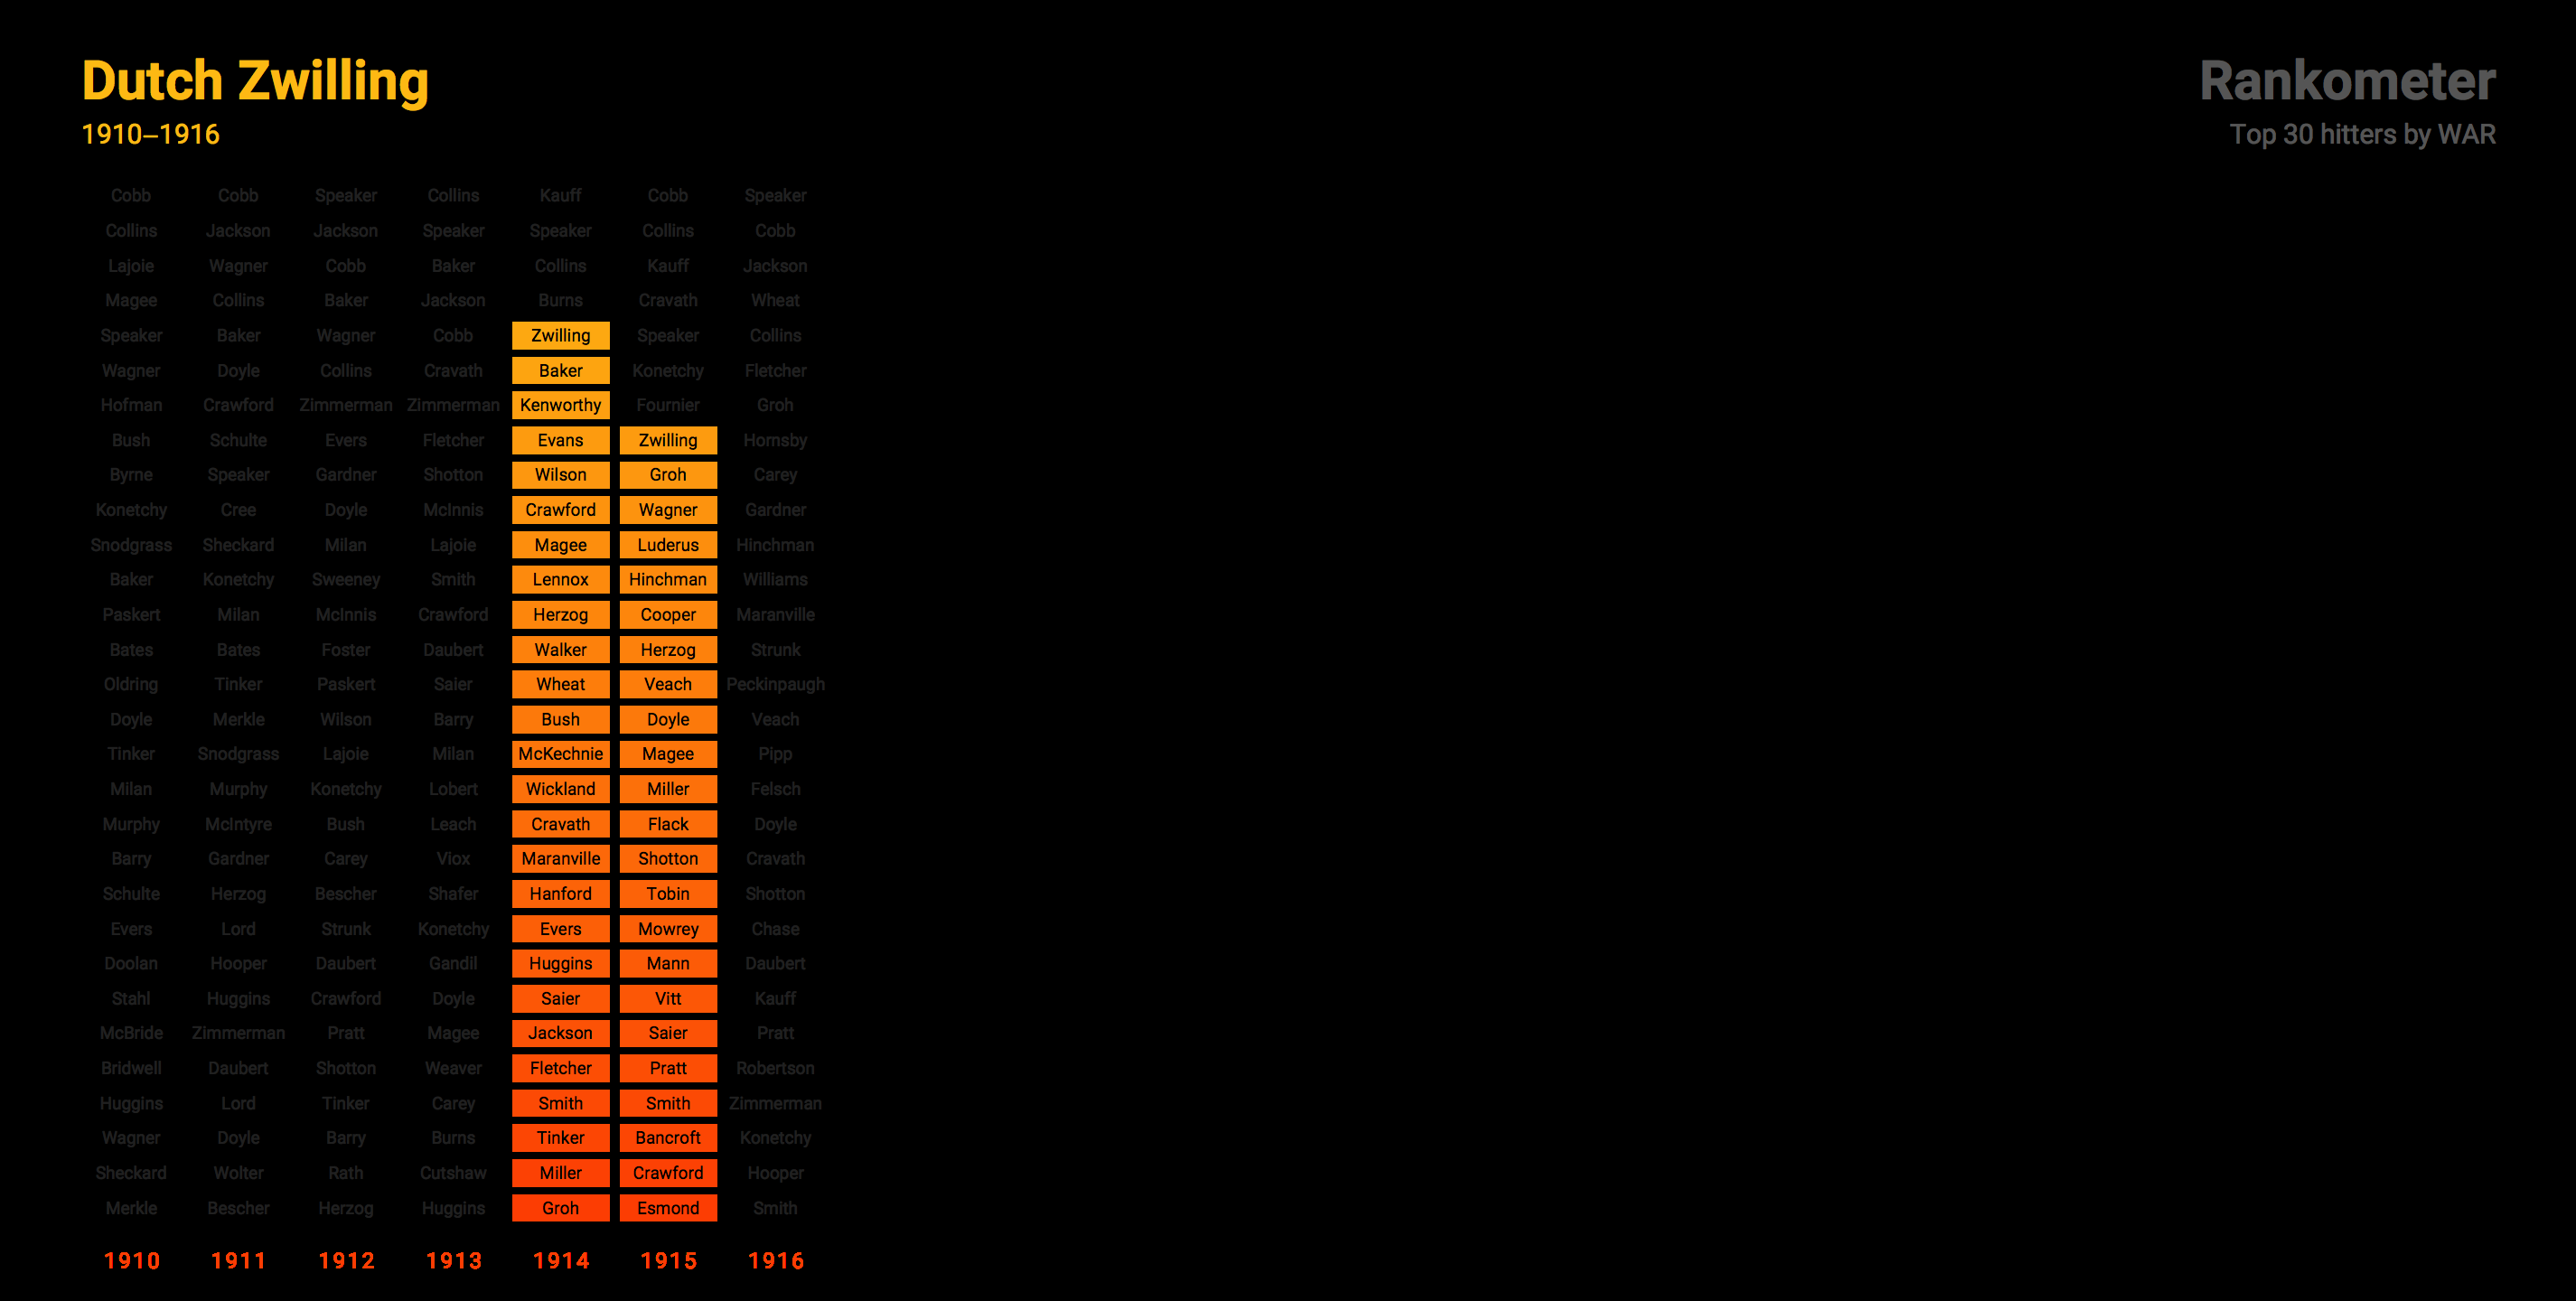 Dutch Zwilling
1910–1916
Rankometer
Top 30 hitters by WAR
Cobb Cobb Speaker Collins Kauff Cobb Speaker
Collins Jackson Jackson Speaker Speaker Collins Cobb
Lajoie Wagner Cobb Baker Collins Kauff Jackson
Magee Collins Baker Jackson Burns Cravath Wheat
Speaker Baker Wagner Cobb Zwilling Speaker Collins
Wagner Doyle Collins Cravath Baker Konetchy Fletcher
Hofman Crawford Zimmerman Zimmerman Kenworthy Fournier Groh
Bush Schulte Evers Fletcher Evans Zwilling Hornsby
Byrne Speaker Gardner Shotton Wilson Groh Carey
Konetchy Cree Doyle McInnis Crawford Wagner Gardner
Snodgrass Sheckard Milan Lajoie Magee Luderus Hinchman
Baker Konetchy Sweeney Smith Lennox Hinchman Williams
Paskert Milan McInnis Crawford Herzog Cooper Maranville
Bates Bates Foster Daubert Walker Herzog Strunk
Oldring Tinker Paskert Saier Wheat Veach Peckinpaugh
Doyle Merkle Wilson Barry Bush Doyle Veach
Tinker Snodgrass Lajoie Milan McKechnie Magee Pipp
Milan Murphy Konetchy Lobert Wickland Miller Felsch
Murphy McIntyre Bush Leach Cravath Flack Doyle
Barry Gardner Carey Viox Maranville Shotton Cravath
Schulte Herzog Bescher Shafer Hanford Tobin Shotton
Evers Lord Strunk Konetchy Evers Mowrey Chase
Doolan Hooper Daubert Gandil Huggins Mann Daubert
Stahl Huggins Crawford Doyle Saier Vitt Kauff
McBride Zimmerman Pratt Magee Jackson Saier Pratt
Bridwell Daubert Shotton Weaver Fletcher Pratt Robertson
Huggins Lord Tinker Carey Smith Smith Zimmerman
Wagner Doyle Barry Burns Tinker Bancroft Konetchy
Sheckard Wolter Rath Cutshaw Miller Crawford Hooper
Merkle Bescher Herzog Huggins Groh Esmond Smith
1910 1911 1912 1913 1914 1915 1916